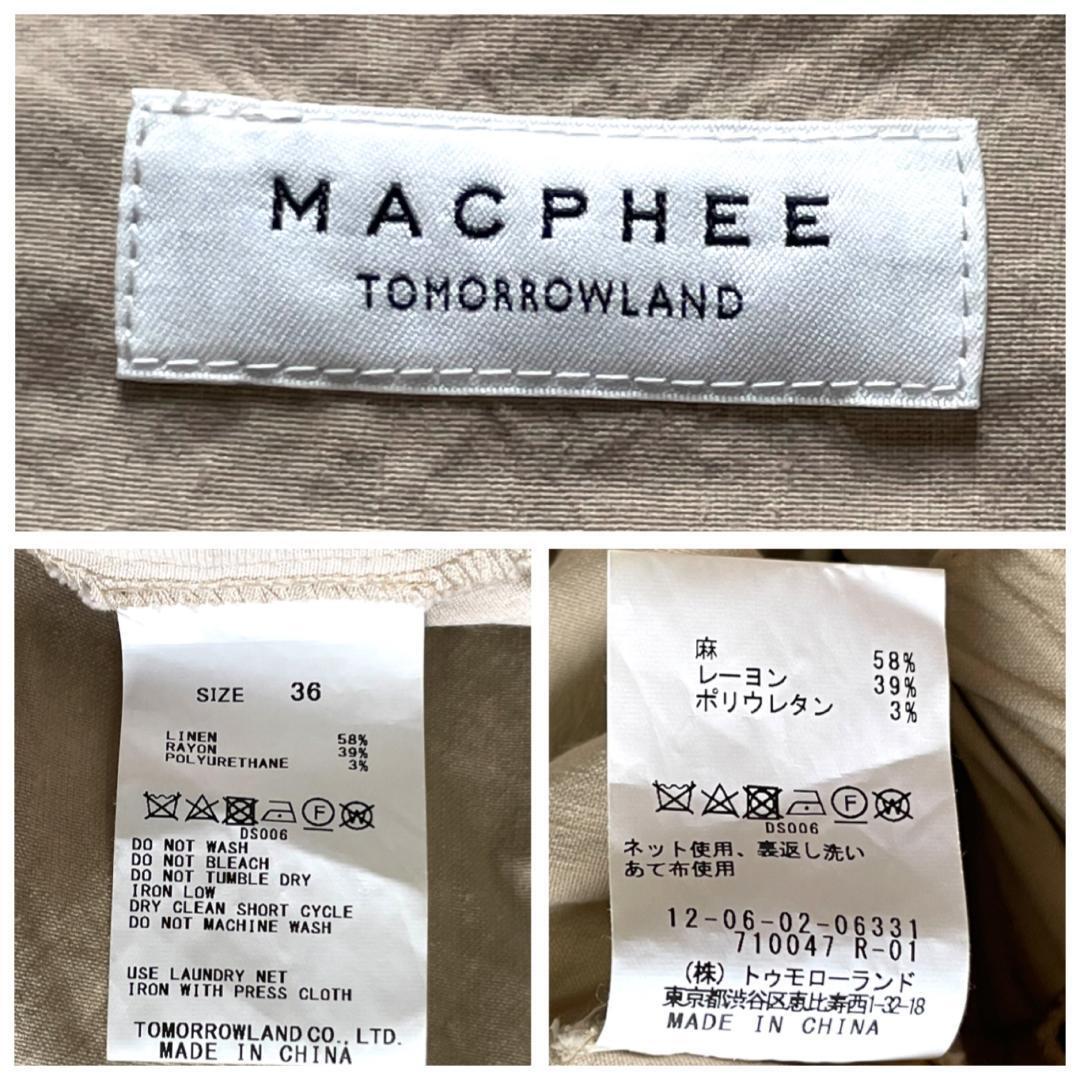 MACPHEE
TOMORROWLAND
SIZE 36
LINEN 58%
RAYON 39%
POLYURETHANE 3%
F W
DS006
DO NOT WASH
DO NOT BLEACH
DO NOT TUMBLE DRY
IRON LOW
DRY CLEAN SHORT CYCLE
DO NOT MACHINE WASH
USE LAUNDRY NET
IRON WITH PRESS CLOTH
TOMORROWLAND CO., LTD.
MADE IN CHINA
麻 58%
レーヨン 39%
ポリウレタン 3%
F W
DS006
ネット使用、裏返し洗い
あて布使用
12-06-02-06331
710047 R-01
(株)トゥモローランド
東京都渋谷区恵比寿西1-32-18
MADE IN CHINA